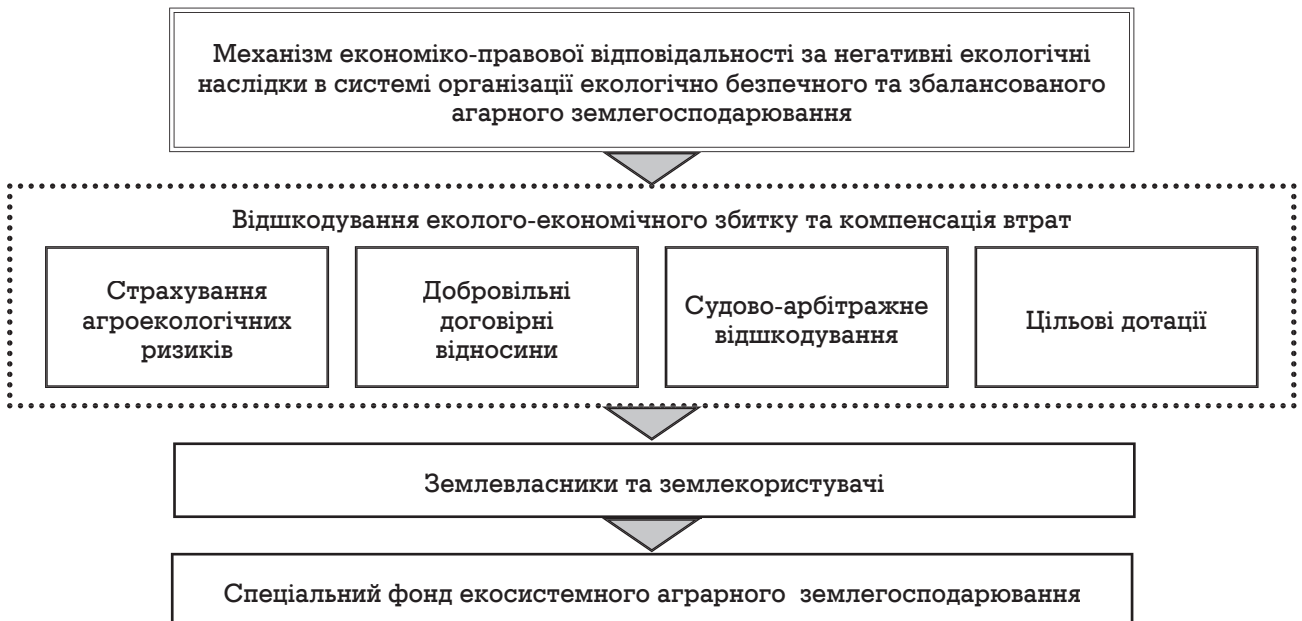 Механізм економіко-правової відповідальності за негативні екологічні
наслідки в системі організації екологічно безпечного та збалансованого
агарного землегосподарювання
Відшкодування еколого-економічного збитку та компенсація втрат
Страхування
агроекологічних
ризиків
Добровільні
договірні
відносини
Судово-арбітражне
відшкодування
Цільові дотації
Землевласники та землекористувачі
Спеціальний фонд екосистемного аграрного землегосподарювання